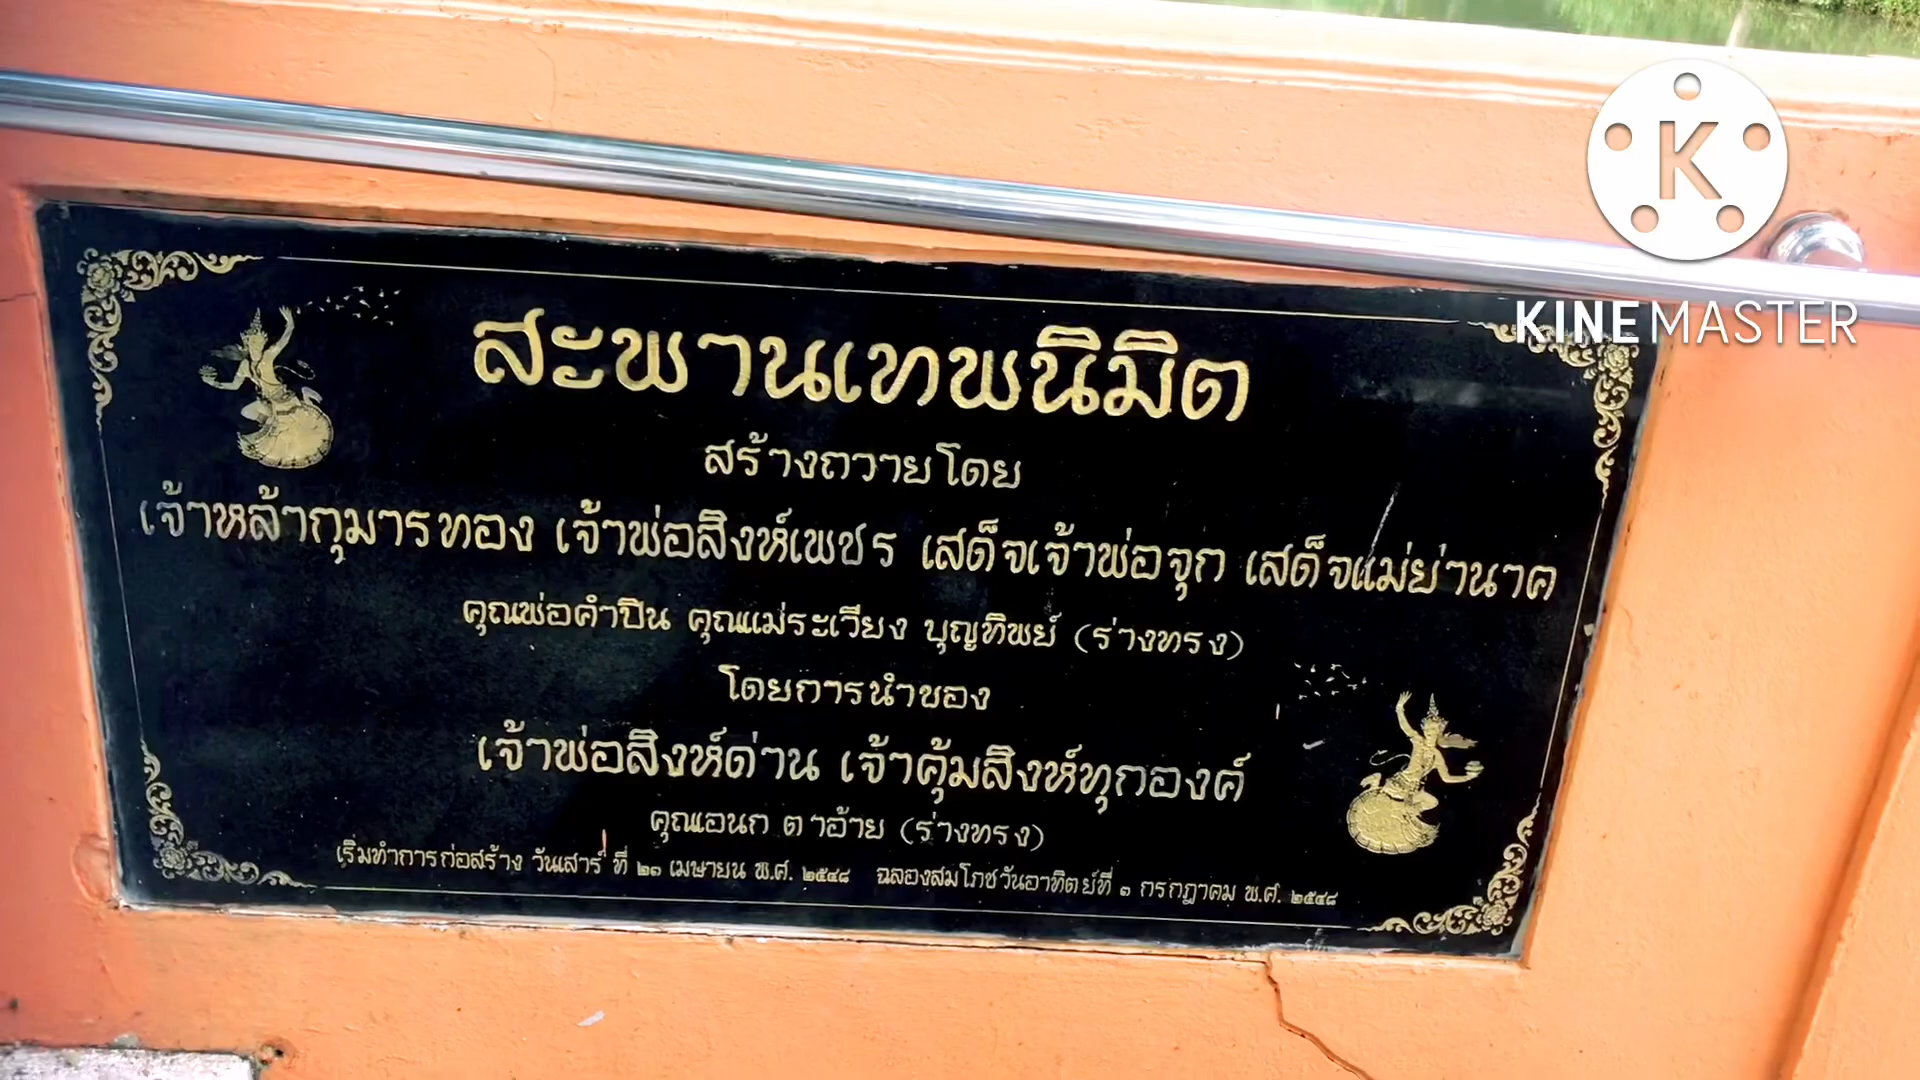 สะพานเทพนิมิต
สร้างถวายโดย
เจ้าหล้ากุมารทอง เจ้าพ่อสิงห์เพชร เสด็จเจ้าพ่อจุก เสด็จแม่ย่านาค
คุณพ่อคำปิน คุณแม่ระเวียง บุญทิพย์ (ร่างทรง)
โดยการนำของ
เจ้าพ่อสิงห์ด่าน เจ้าคุ้มสิงห์ทุกองค์
คุณเอนก ตาอ้าย (ร่างทรง)
เริ่มทำการก่อสร้าง วันเสาร์ ที่ ๒๑ เมษายน พ.ศ. ๒๕๔๘ ฉลองสมโภชวันอาทิตย์ที่ ๑ กรกฎาคม พ.ศ. ๒๕๔๘
K
KINEMASTER